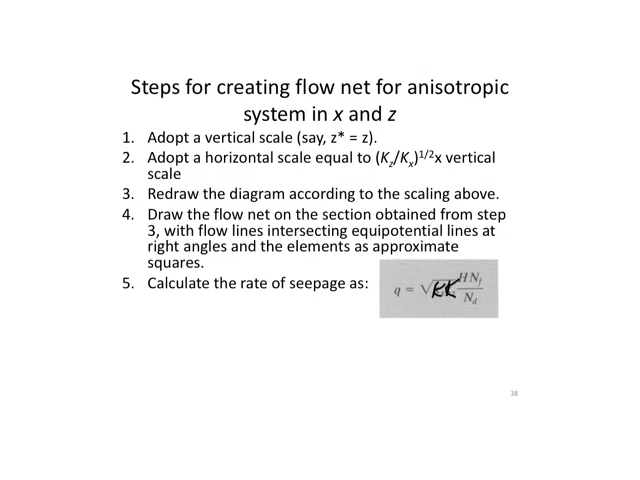 Steps for creating flow net for anisotropic
system in x and z
1. Adopt a vertical scale (say, z* = z).
2. Adopt a horizontal scale equal to (Kz/Kx)^1/2x vertical
scale
3. Redraw the diagram according to the scaling above.
4. Draw the flow net on the section obtained from step
3, with flow lines intersecting equipotential lines at
right angles and the elements as approximate
squares.
5. Calculate the rate of seepage as:
q = √KK HNf/Nd
38